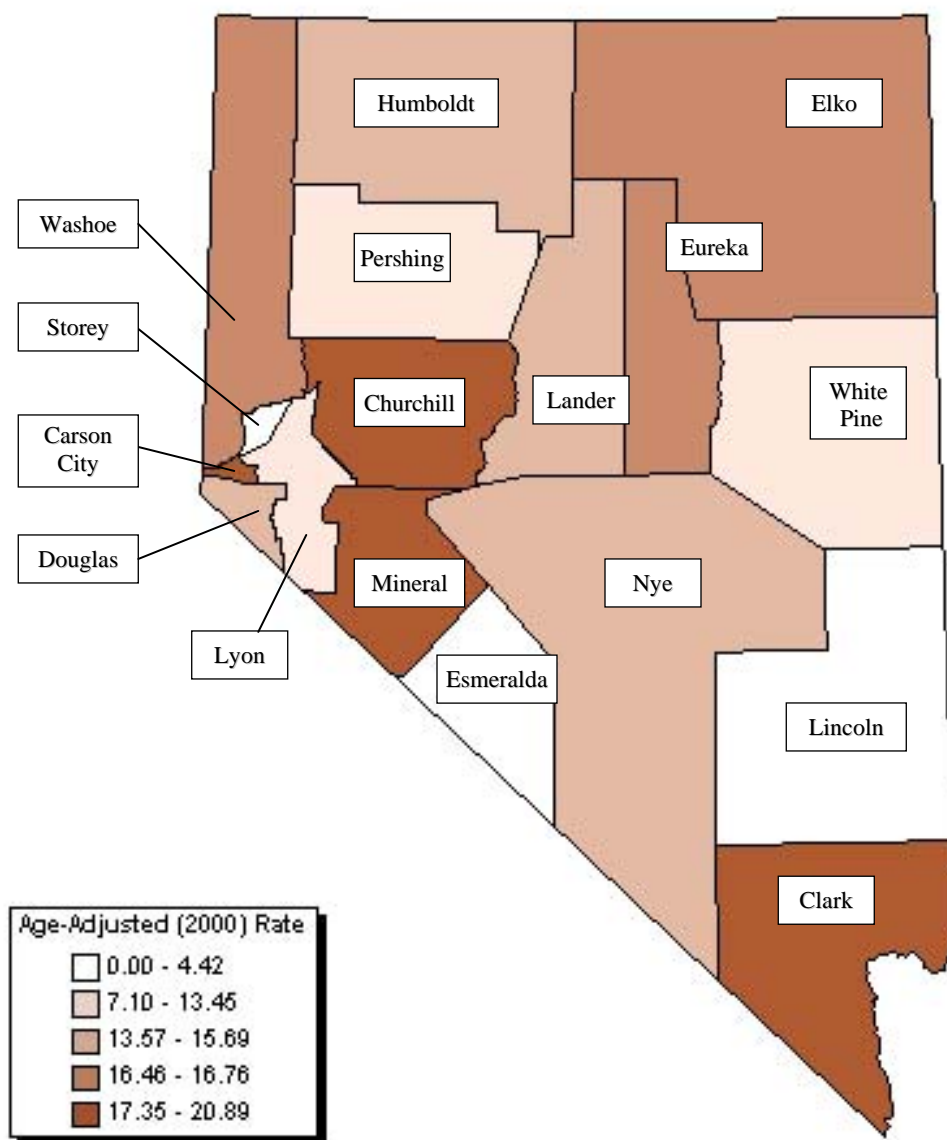 Humboldt
Elko
Washoe
Pershing
Eureka
Storey
Churchill
Lander
White
Pine
Carson
City
Douglas
Mineral
Nye
Lyon
Esmeralda
Lincoln
Clark
Age-Adjusted (2000) Rate
0.00 - 4.42
7.10 - 13.45
13.57 - 15.69
16.46 - 16.76
17.35 - 20.89